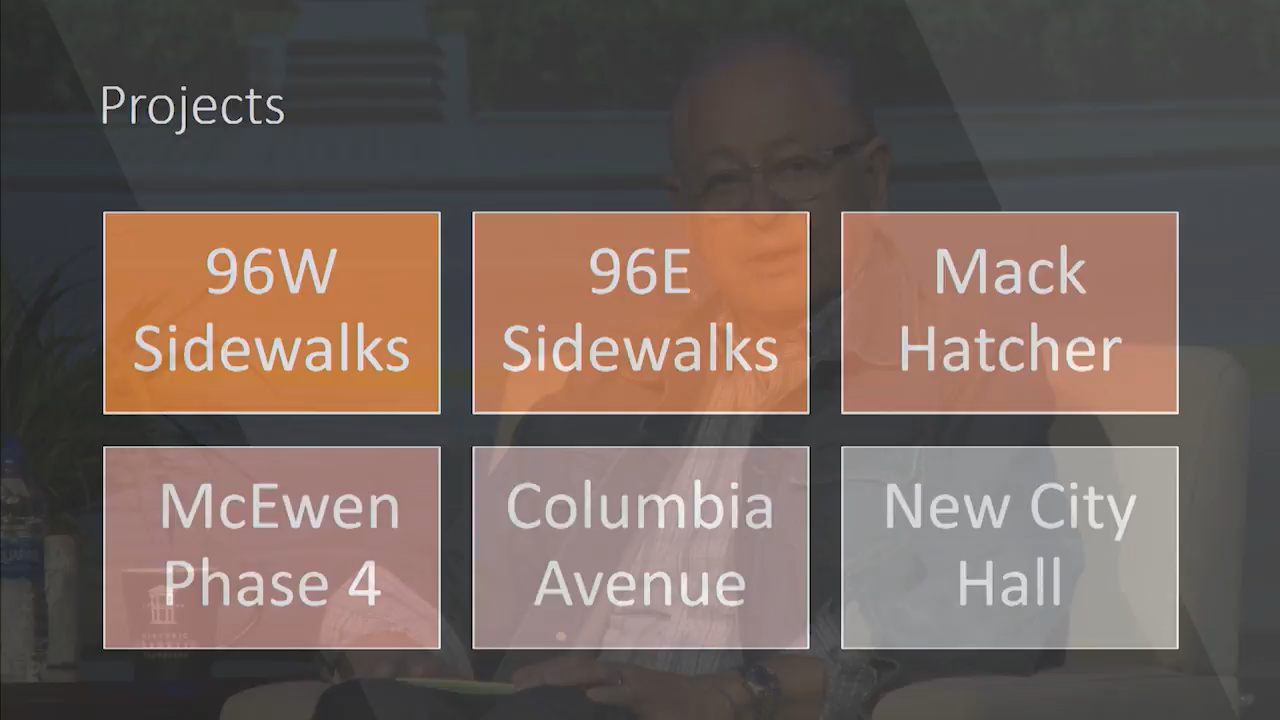 Projects
96W
Sidewalks
96E
Sidewalks
Mack
Hatcher
McEwen
Phase 4
Columbia
Avenue
New City
Hall